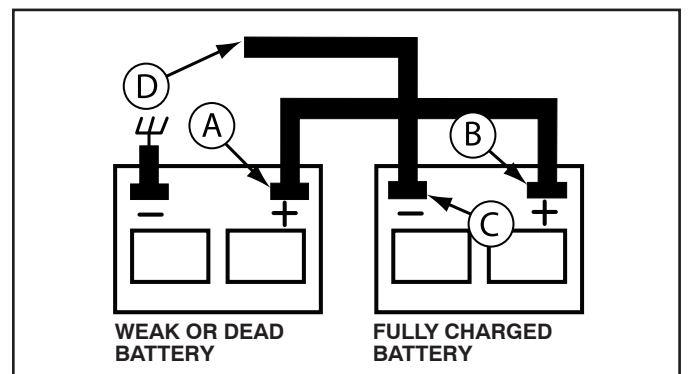 D
A
B
− + − +
C
WEAK OR DEAD
BATTERY
FULLY CHARGED
BATTERY